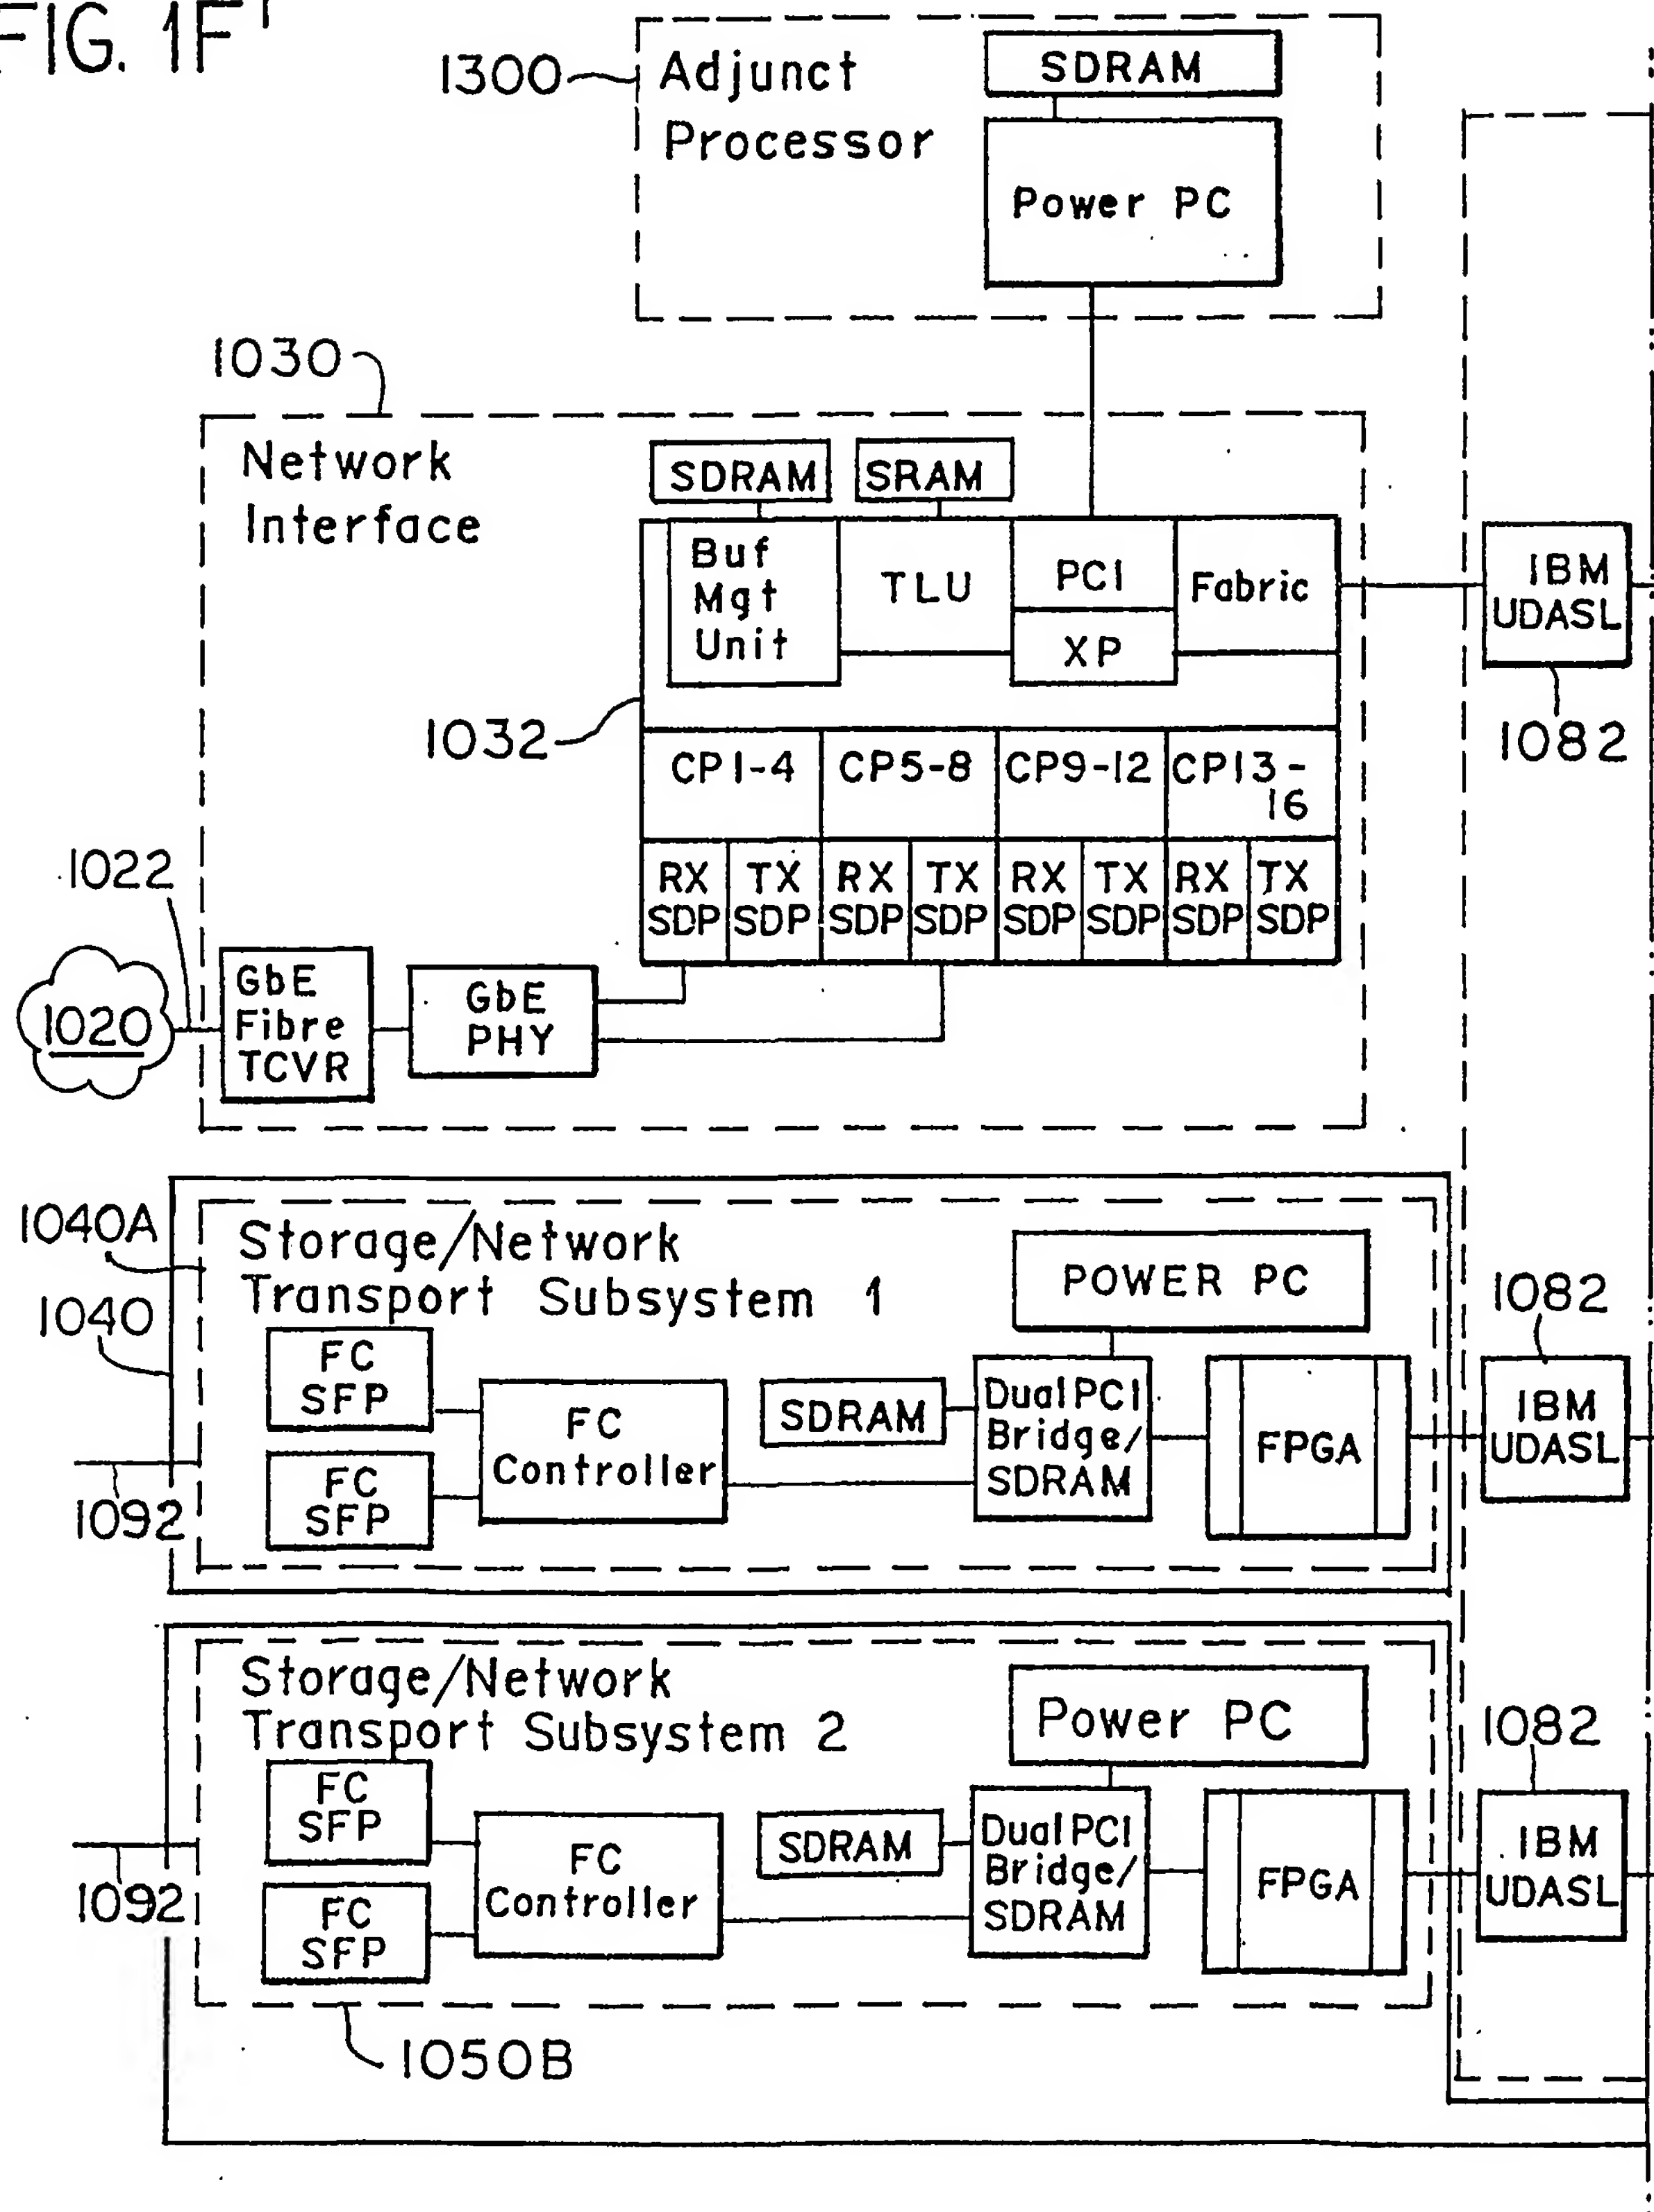 FIG. 1F'
1300
Adjunct
Processor
SDRAM
Power PC
1030
Network
Interface
SDRAM
SRAM
Buf
Mgt
Unit
TLU
PCI
XP
Fabric
IBM
UDASL
1082
1032
CP1-4
CP5-8
CP9-12
CP13-
16
RX
SDP
TX
SDP
RX
SDP
TX
SDP
RX
SDP
TX
SDP
RX
SDP
TX
SDP
1022
1020
GbE
Fibre
TCVR
GbE
PHY
1040A
1040
Storage/Network
Transport Subsystem 1
POWER PC
1082
FC
SFP
FC
SFP
FC
Controller
SDRAM
Dual PCI
Bridge/
SDRAM
FPGA
IBM
UDASL
1092
Storage/Network
Transport Subsystem 2
Power PC
1082
FC
SFP
FC
SFP
FC
Controller
SDRAM
Dual PCI
Bridge/
SDRAM
FPGA
IBM
UDASL
1092
1050B